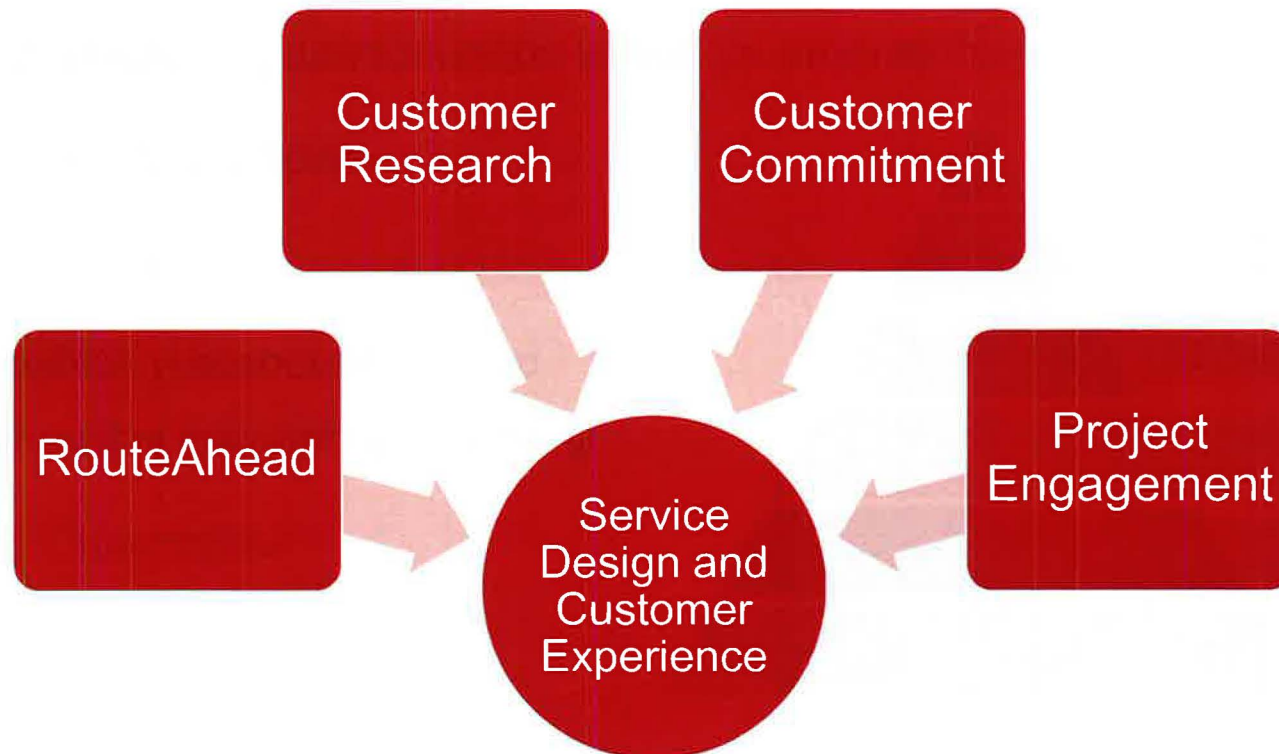 Customer
Research
Customer
Commitment
RouteAhead
Project
Engagement
Service
Design and
Customer
Experience